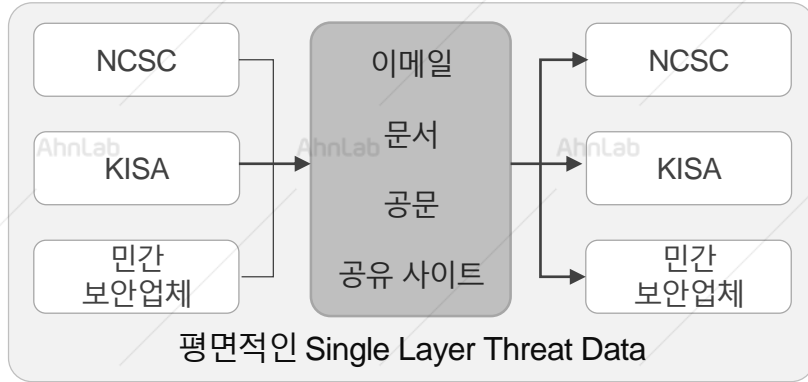 NCSC
KISA
민간
보안업체
이메일
문서
공문
공유 사이트
NCSC
KISA
민간
보안업체
평면적인 Single Layer Threat Data
AhnLab
AhnLab
AhnLab